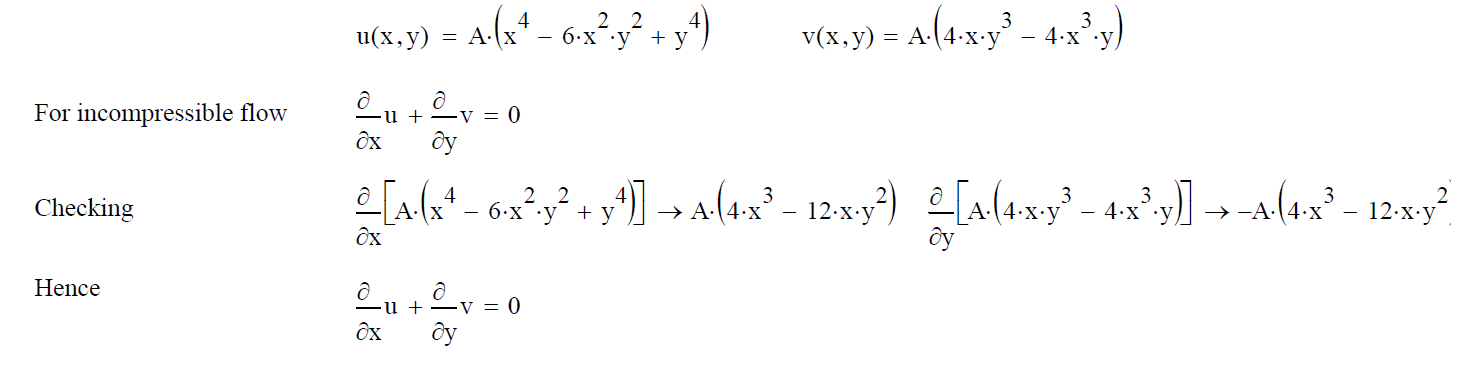 u(x,y) = A·(x⁴ − 6·x²·y² + y⁴) v(x,y) = A·(4·x·y³ − 4·x³·y)
For incompressible flow ∂/∂x u + ∂/∂y v = 0
Checking ∂/∂x [A·(x⁴ − 6·x²·y² + y⁴)] → A·(4·x³ − 12·x·y²) ∂/∂y [A·(4·x·y³ − 4·x³·y)] → −A·(4·x³ − 12·x·y²
Hence ∂/∂x u + ∂/∂y v = 0